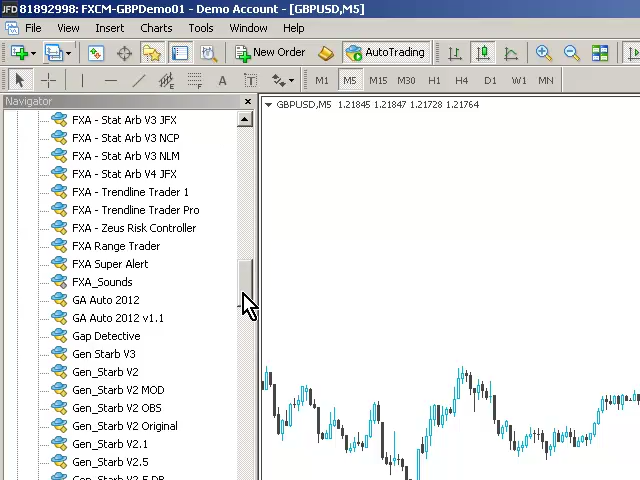 JFD 81892998: FXCM-GBPDemo01 - Demo Account - [GBPUSD,M5]
File View Insert Charts Tools Window Help
New Order AutoTrading
A T M1 M5 M15 M30 H1 H4 D1 W1 MN
Navigator
GBPUSD,M5 1.21845 1.21847 1.21728 1.21764
FXA - Stat Arb V3 JFX
FXA - Stat Arb V3 NCP
FXA - Stat Arb V3 NLM
FXA - Stat Arb V4 JFX
FXA - Trendline Trader 1
FXA - Trendline Trader Pro
FXA - Zeus Risk Controller
FXA Range Trader
FXA Super Alert
FXA_Sounds
GA Auto 2012
GA Auto 2012 v1.1
Gap Detective
Gen Starb V3
Gen_Starb V2
Gen_Starb V2 MOD
Gen_Starb V2 OBS
Gen_Starb V2 Original
Gen_Starb V2.1
Gen_Starb V2.5
Gen_Starb V2.5 DB